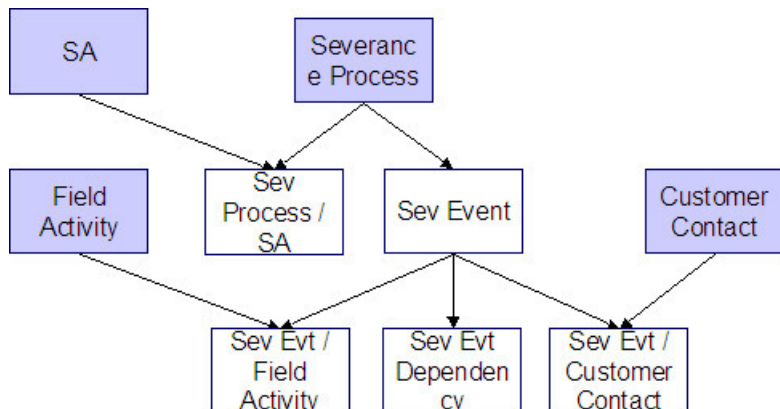 SA
Severanc
e Process
Field
Activity
Sev
Process /
SA
Sev Event
Customer
Contact
Sev Evt /
Field
Activity
Sev Evt
Dependen
cy
Sev Evt /
Customer
Contact